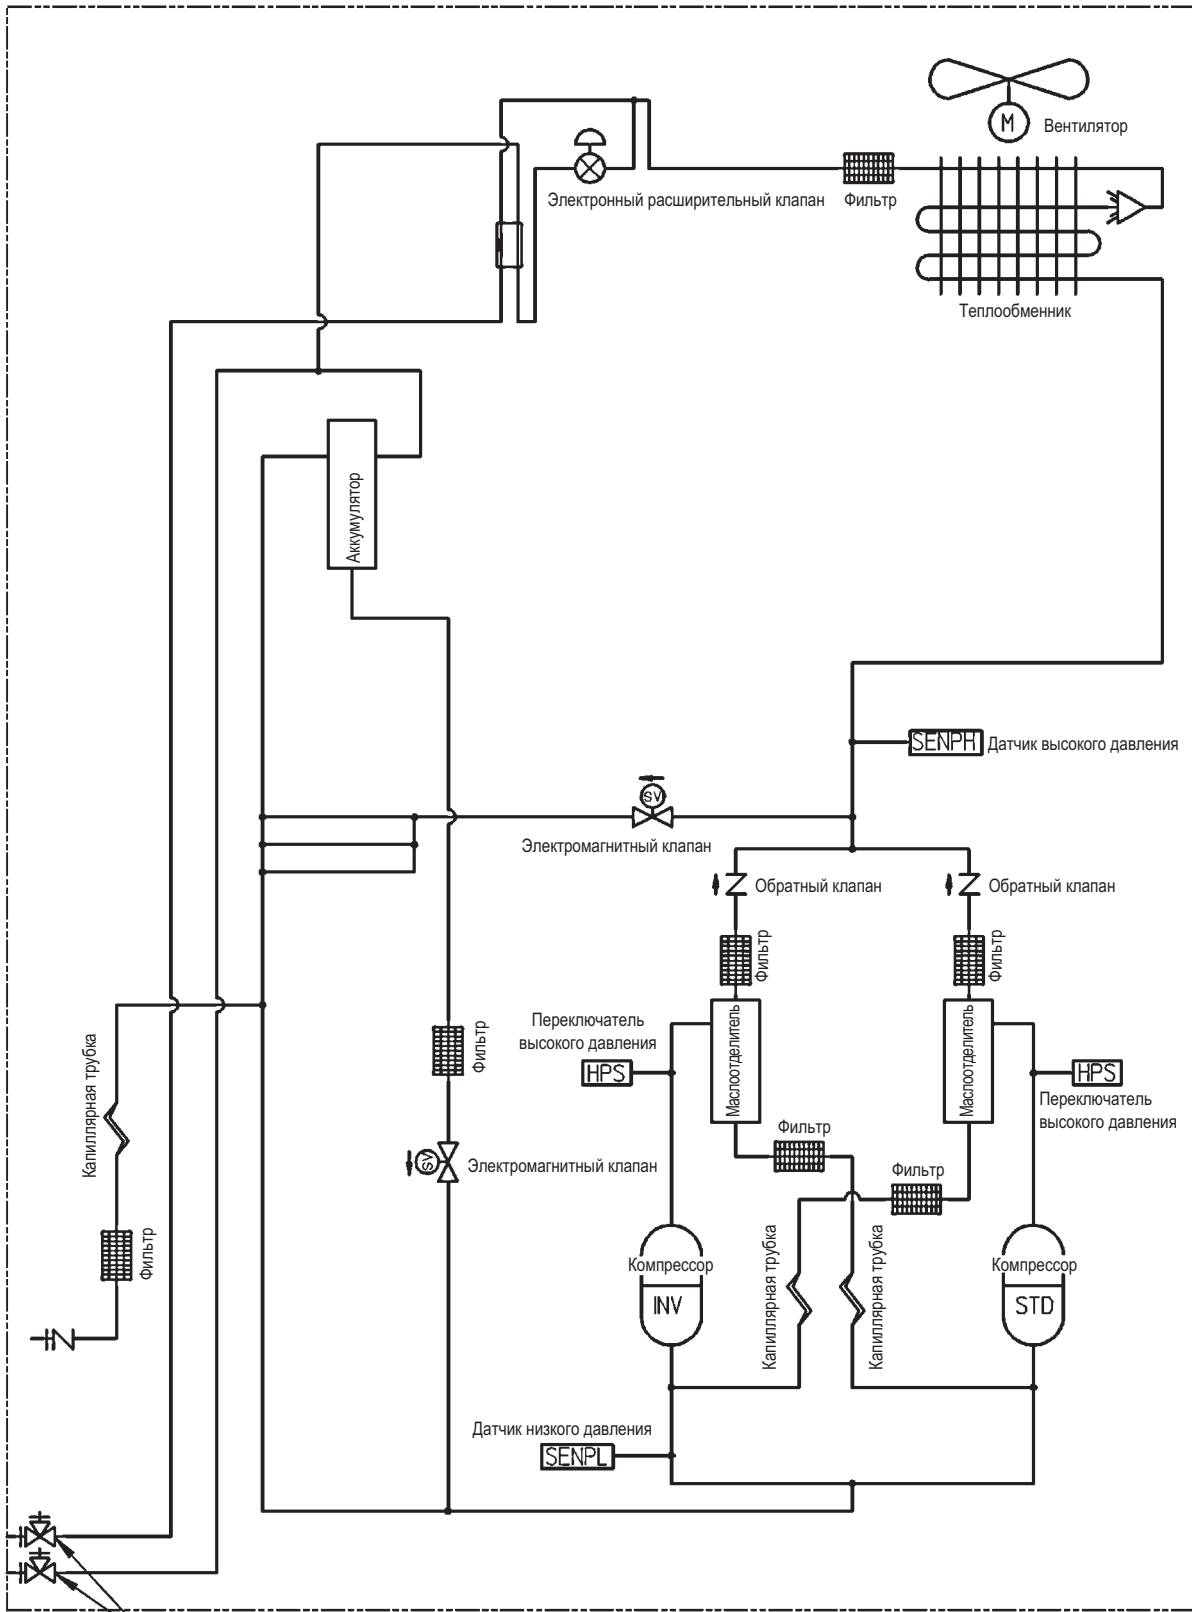 M
Вентилятор
Электронный расширительный клапан
Фильтр
Теплообменник
Аккумулятор
SENPH
Датчик высокого давления
SV
Электромагнитный клапан
Обратный клапан
Обратный клапан
Фильтр
Фильтр
Переключатель
высокого давления
HPS
Маслоотделитель
Маслоотделитель
HPS
Переключатель
высокого давления
Капиллярная трубка
Фильтр
Фильтр
SV
Электромагнитный клапан
Фильтр
Фильтр
Компрессор
INV
Капиллярная трубка
Капиллярная трубка
Компрессор
STD
Датчик низкого давления
SENPL